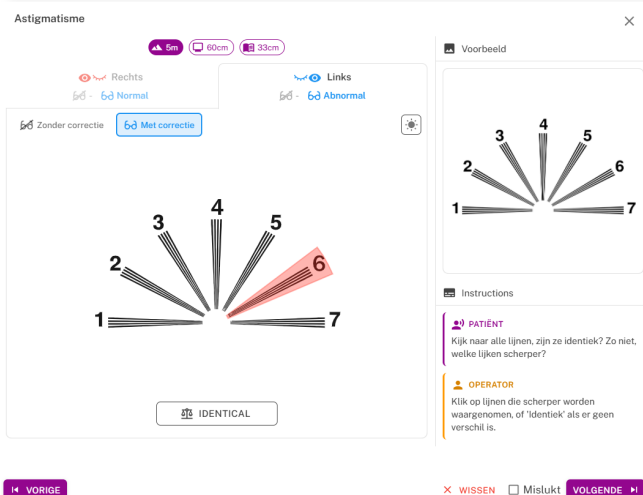 Astigmatisme
5m 60cm 33cm
Rechts
- Normal
Links
- Abnormal
Zonder correctie Met correctie
1 2 3 4 5 6 7
IDENTICAL
Voorbeeld
1 2 3 4 5 6 7
Instructions
PATIËNT
Kijk naar alle lijnen, zijn ze identiek? Zo niet,
welke lijken scherper?
OPERATOR
Klik op lijnen die scherper worden
waargenomen, of 'Identiek' als er geen
verschil is.
VORIGE
WISSEN Mislukt VOLGENDE